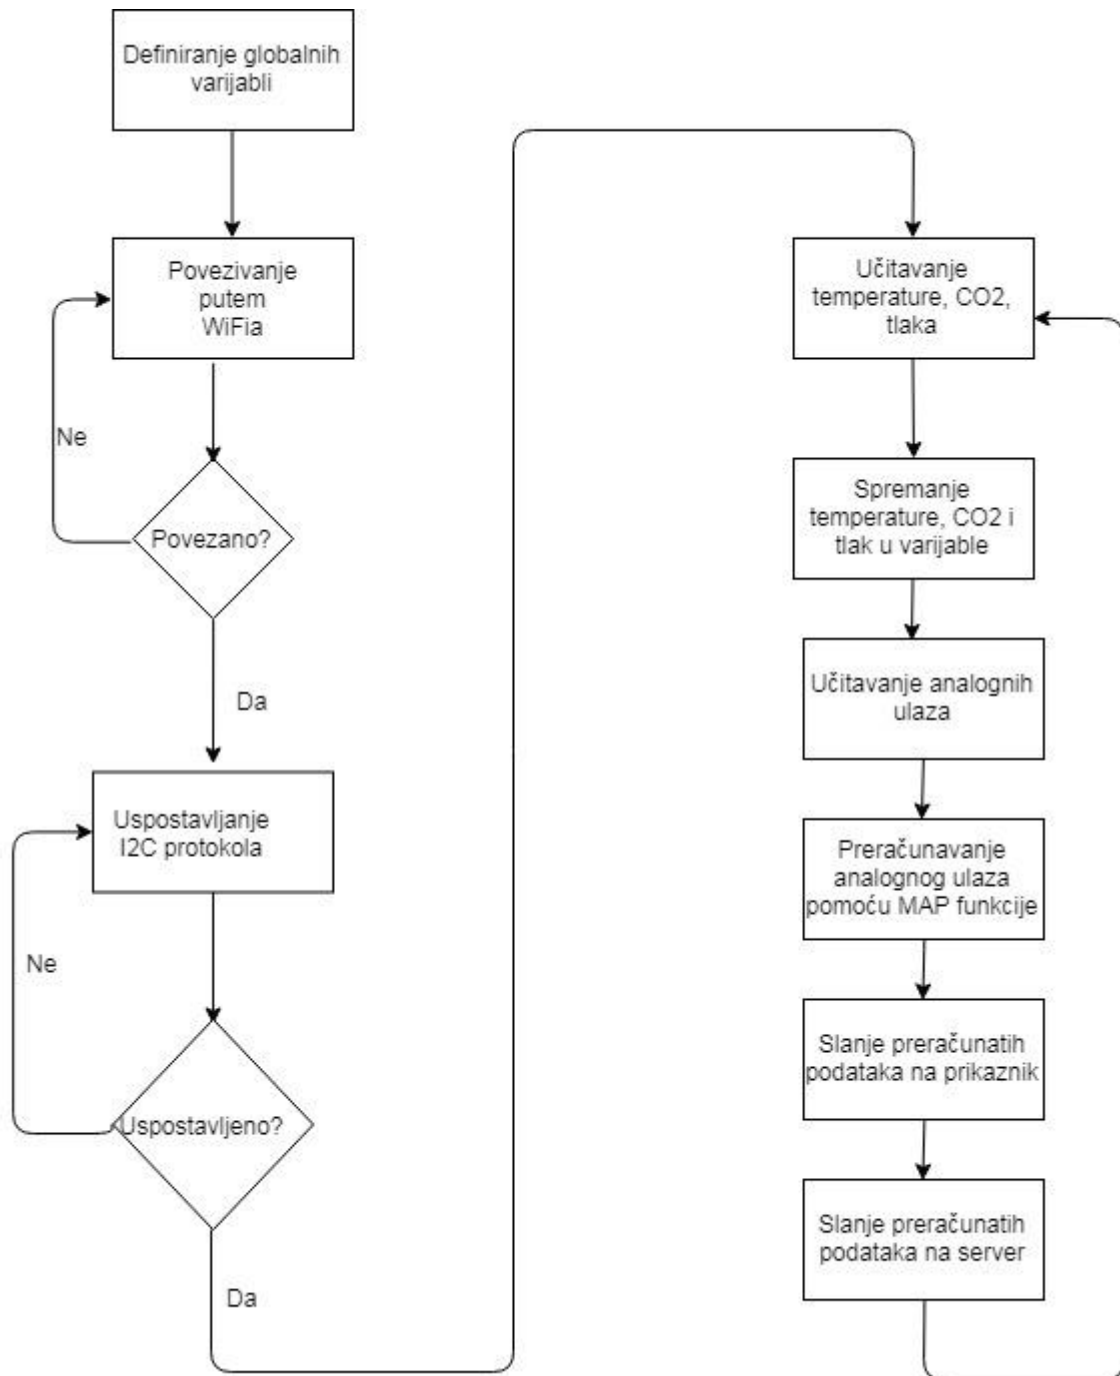 Definiranje globalnih
varijabli
Povezivanje
putem
WiFia
Ne
Povezano?
Da
Uspostavljanje
I2C protokola
Ne
Uspostavljeno?
Da
Učitavanje
temperature, CO2,
tlaka
Spremanje
temperature, CO2 i
tlak u varijable
Učitavanje analognih
ulaza
Preračunavanje
analognog ulaza
pomoću MAP funkcije
Slanje preračunatih
podataka na prikaznik
Slanje preračunatih
podataka na server